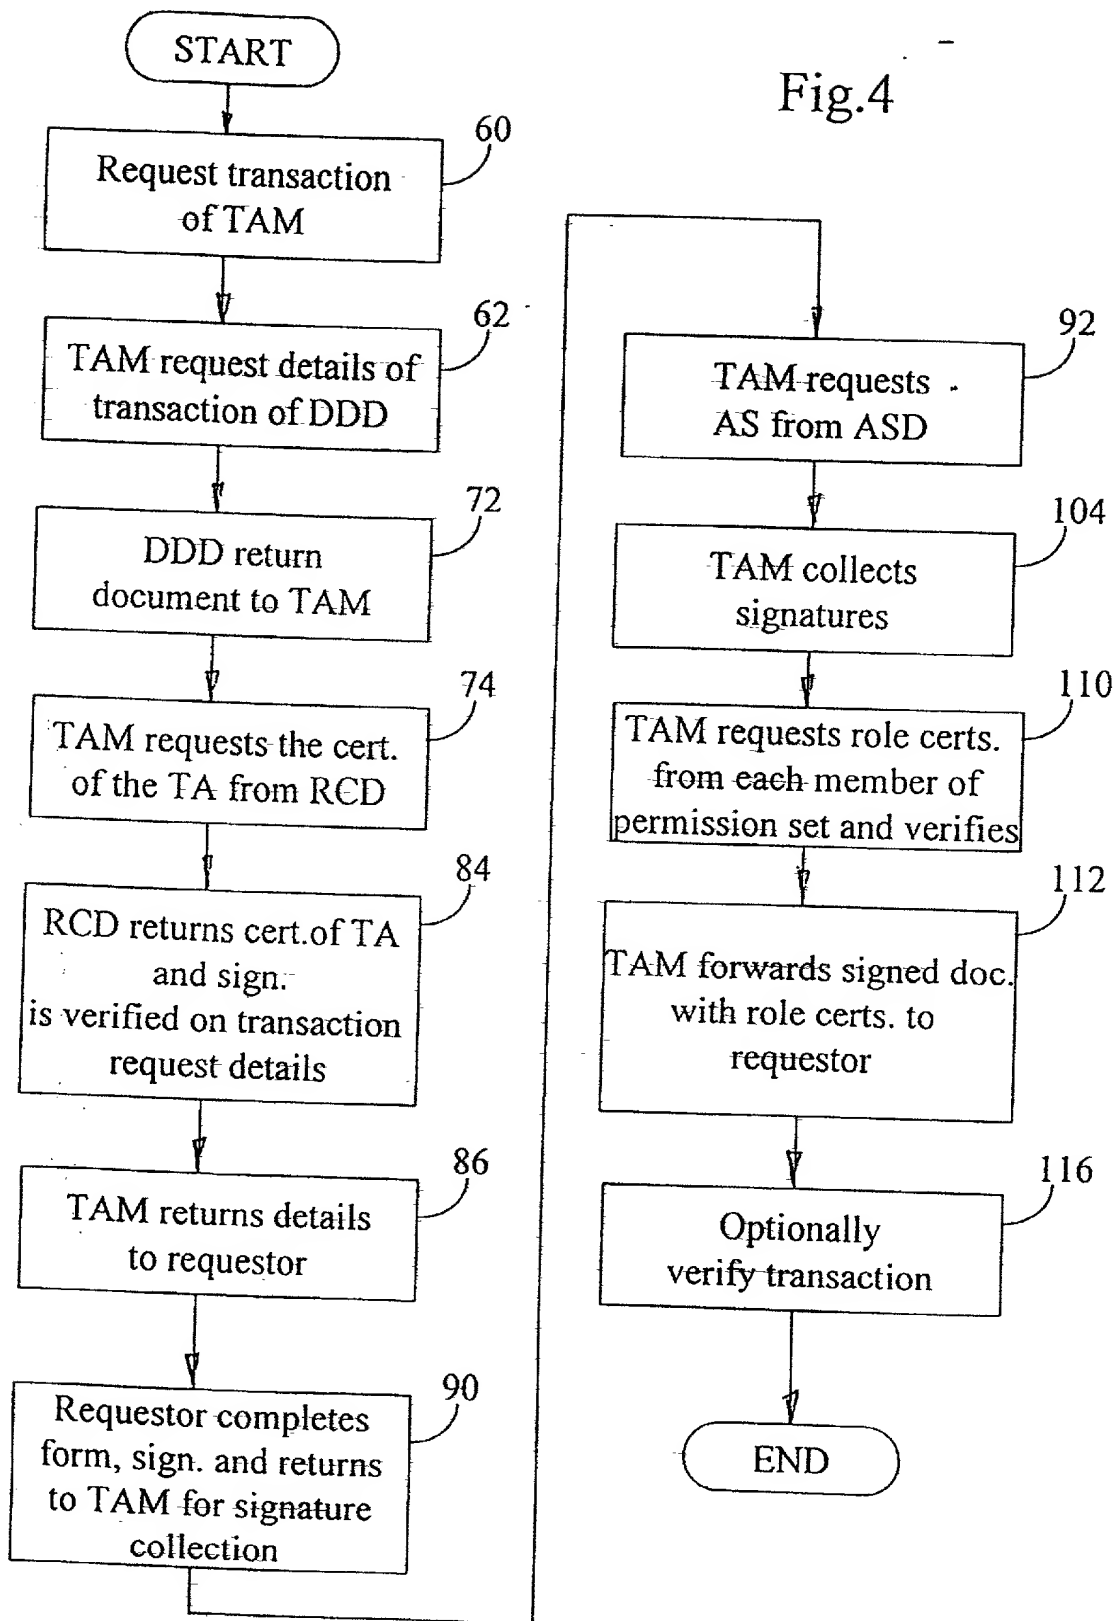 START
Fig.4
60
Request transaction
of TAM
62
TAM request details of
transaction of DDD
72
DDD return
document to TAM
74
TAM requests the cert.
of the TA from RCD
84
RCD returns cert.of TA
and sign.
is verified on transaction
request details
86
TAM returns details
to requestor
90
Requestor completes
form, sign. and returns
to TAM for signature
collection
92
TAM requests
AS from ASD
104
TAM collects
signatures
110
TAM requests role certs.
from each member of
permission set and verifies
112
TAM forwards signed doc.
with role certs. to
requestor
116
Optionally
verify transaction
END